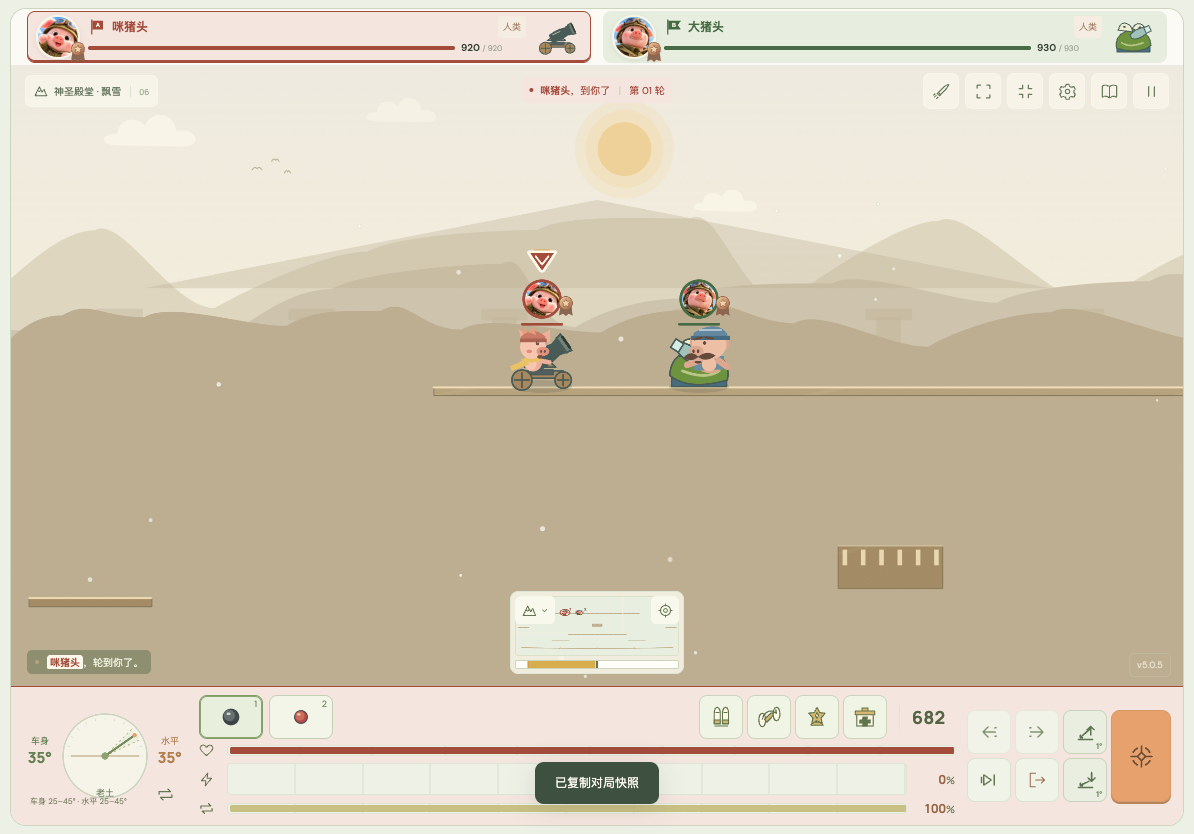 咪猪头
人类
920 / 920
大猪头
人类
930 / 930
神圣殿堂 · 飘雪 06
咪猪头，到你了 第 01 轮
咪猪头，轮到你了。
v5.0.5
1
2
682
车身
35°
水平
35°
老土
车身 25–45° · 水平 25–45°
0%
100%
1°
1°
已复制对局快照